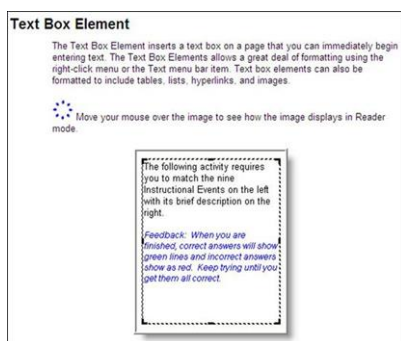 Text Box Element
The Text Box Element inserts a text box on a page that you can immediately begin
entering text. The Text Box Elements allows a great deal of formatting using the
right-click menu or the Text menu bar item. Text box elements can also be
formatted to include tables, lists, hyperlinks, and images.
Move your mouse over the image to see how the image displays in Reader
mode.
The following activity requires
you to match the nine
Instructional Events on the left
with its brief description on the
right.
Feedback: When you are
finished, correct answers will show
green lines and incorrect answers
show as red. Keep trying until you
get them all correct.